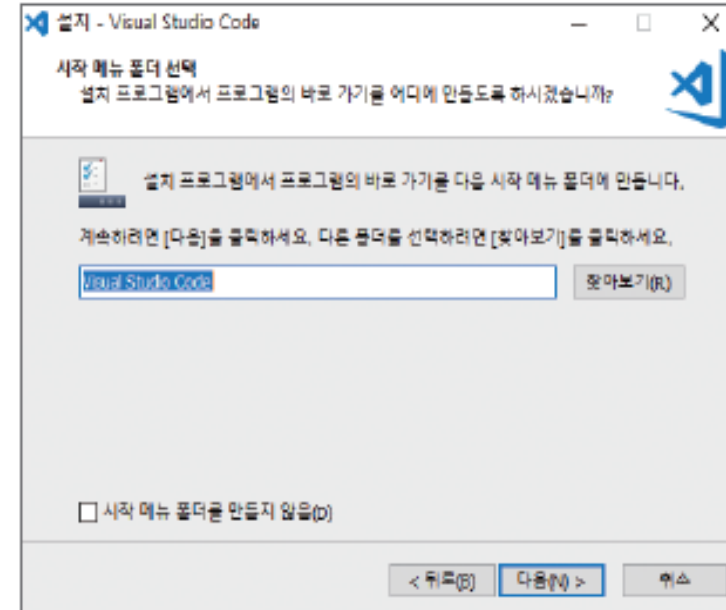 설치 - Visual Studio Code
시작 메뉴 폴더 선택
설치 프로그램에서 프로그램의 바로 가기를 어디에 만들도록 하시겠습니까?
설치 프로그램에서 프로그램의 바로 가기를 다음 시작 메뉴 폴더에 만듭니다.
계속하려면 [다음]을 클릭하세요. 다른 폴더를 선택하려면 [찾아보기]를 클릭하세요.
Visual Studio Code
찾아보기(R)
시작 메뉴 폴더를 만들지 않음(D)
< 뒤로(B)
다음(N) >
취소